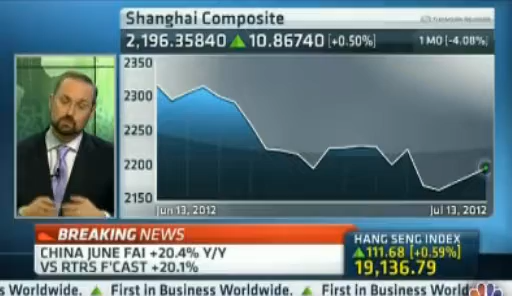 Shanghai Composite
2,196.35840 ▲ 10.86740 [+0.50%] 1 MO [-4.08%]
2350
2300
2250
2200
2150
Jun 13, 2012 Jul 13, 2012
BREAKING NEWS
CHINA JUNE FAI +20.4% Y/Y
VS RTRS F'CAST +20.1%
HANG SENG INDEX
▲111.68 [+0.59%]
19,136.79
s Worldwide. ▲ First in Business Worldwide. ▲ First in Busine